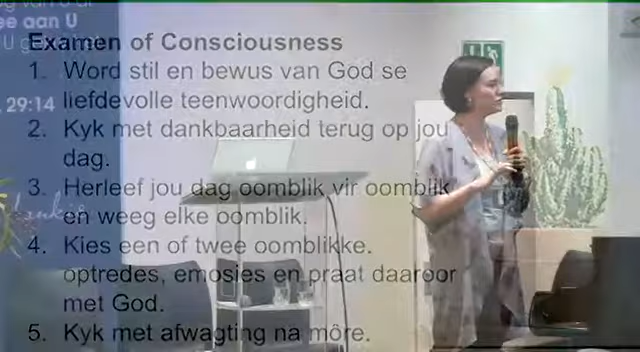 ee aan U
Examen of Consciousness
1. Word stil en bewus van God se
29:14 liefdevolle teenwoordigheid.
2. Kyk met dankbaarheid terug op jou
dag.
3. Herleef jou dag oomblik vir oomblik
en weeg elke oomblik.
4. Kies een of twee oomblikke.
optredes, emosies en praat daaroor
met God.
5. Kyk met afwagting na môre.